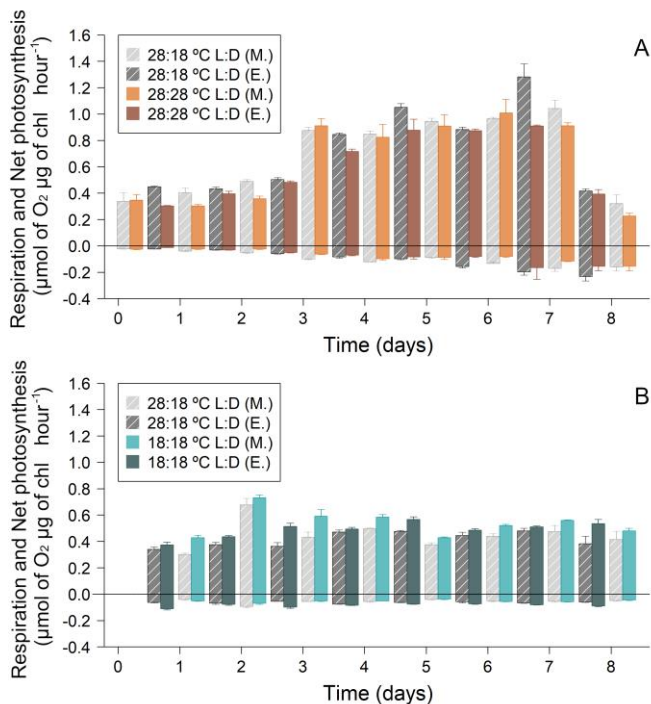 A
28:18 ºC L:D (M.)
28:18 ºC L:D (E.)
28:28 ºC L:D (M.)
28:28 ºC L:D (E.)
Respiration and Net photosynthesis
(µmol of O₂ µg of chl hour⁻¹)
1.6
1.4
1.2
1.0
0.8
0.6
0.4
0.2
0.0
-0.2
-0.4
0 1 2 3 4 5 6 7 8
Time (days)
B
28:18 ºC L:D (M.)
28:18 ºC L:D (E.)
18:18 ºC L:D (M.)
18:18 ºC L:D (E.)
Respiration and Net photosynthesis
(µmol of O₂ µg of chl hour⁻¹)
1.6
1.4
1.2
1.0
0.8
0.6
0.4
0.2
0.0
-0.2
-0.4
0 1 2 3 4 5 6 7 8
Time (days)